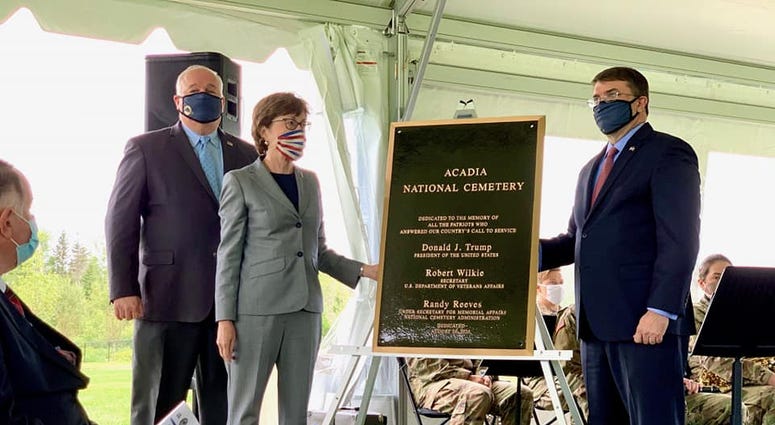 ACADIA
NATIONAL CEMETERY
DEDICATED TO THE MEMORY OF
ALL THE PATRIOTS WHO
ANSWERED OUR COUNTRY'S CALL TO SERVICE
Donald J. Trump
PRESIDENT OF THE UNITED STATES
Robert Wilkie
SECRETARY
U.S. DEPARTMENT OF VETERANS AFFAIRS
Randy Reeves
UNDER SECRETARY FOR MEMORIAL AFFAIRS
NATIONAL CEMETERY ADMINISTRATION
DEDICATED